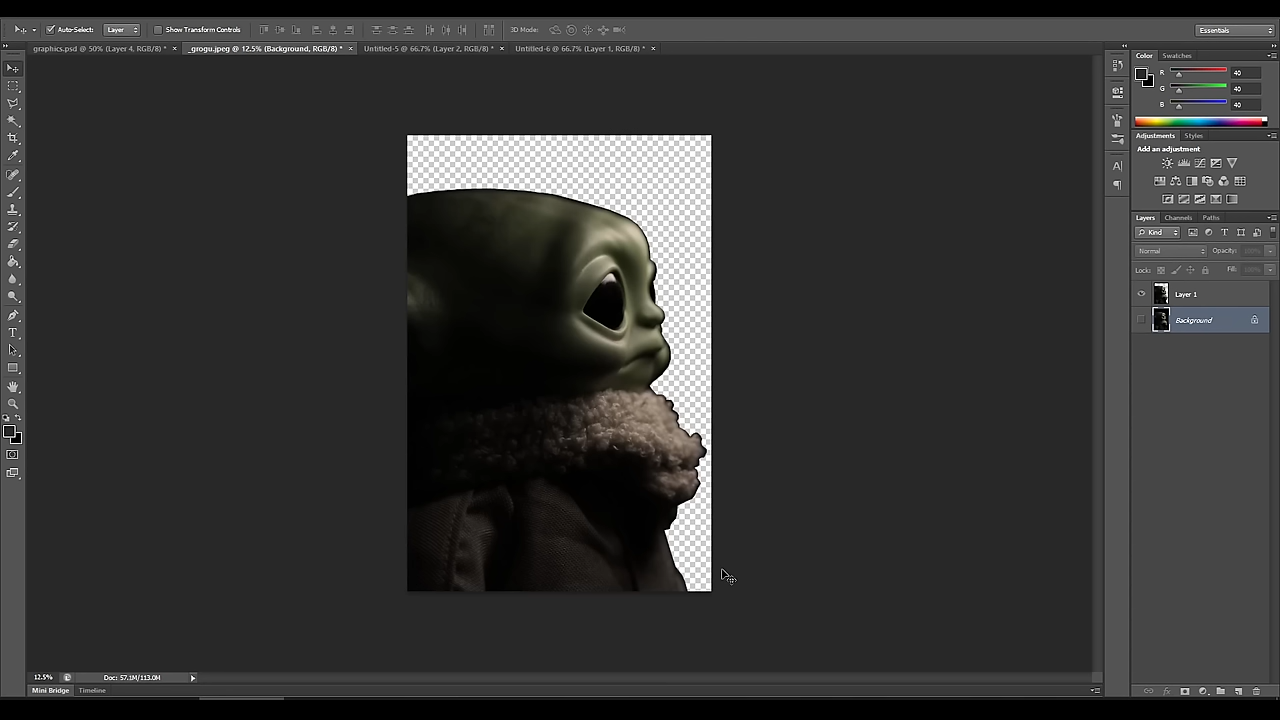 Auto-Select: Layer Show Transform Controls 3D Mode: Essentials
graphics.psd @ 50% (Layer 4, RGB/8) * × _grogu.jpeg @ 12.5% (Background, RGB/8) * × Untitled-5 @ 66.7% (Layer 2, RGB/8) * × Untitled-6 @ 66.7% (Layer 1, RGB/8) * ×
Color Swatches
R 40
G 40
B 40
Adjustments Styles
Add an adjustment
Layers Channels Paths
Kind
Normal Opacity: 100%
Lock: Fill: 100%
Layer 1
Background
12.5% Doc: 57.1M/113.0M
Mini Bridge Timeline